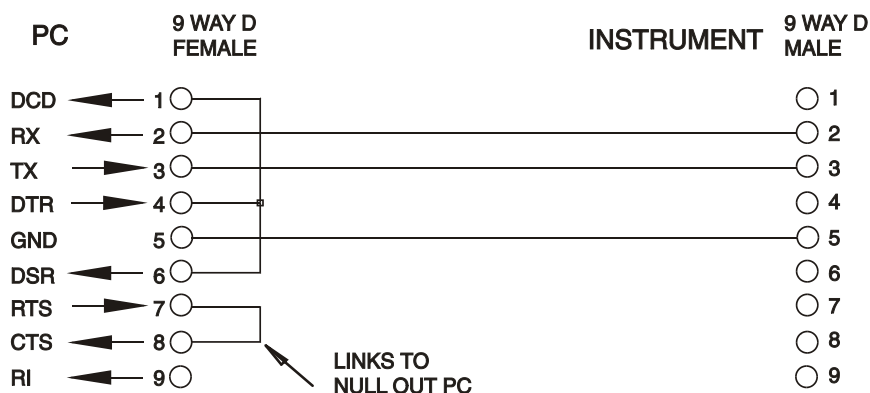 PC
9 WAY D
FEMALE
INSTRUMENT
9 WAY D
MALE
DCD 1 1
RX 2 2
TX 3 3
DTR 4 4
GND 5 5
DSR 6 6
RTS 7 7
CTS 8 8
RI 9 9
LINKS TO
NULL OUT PC